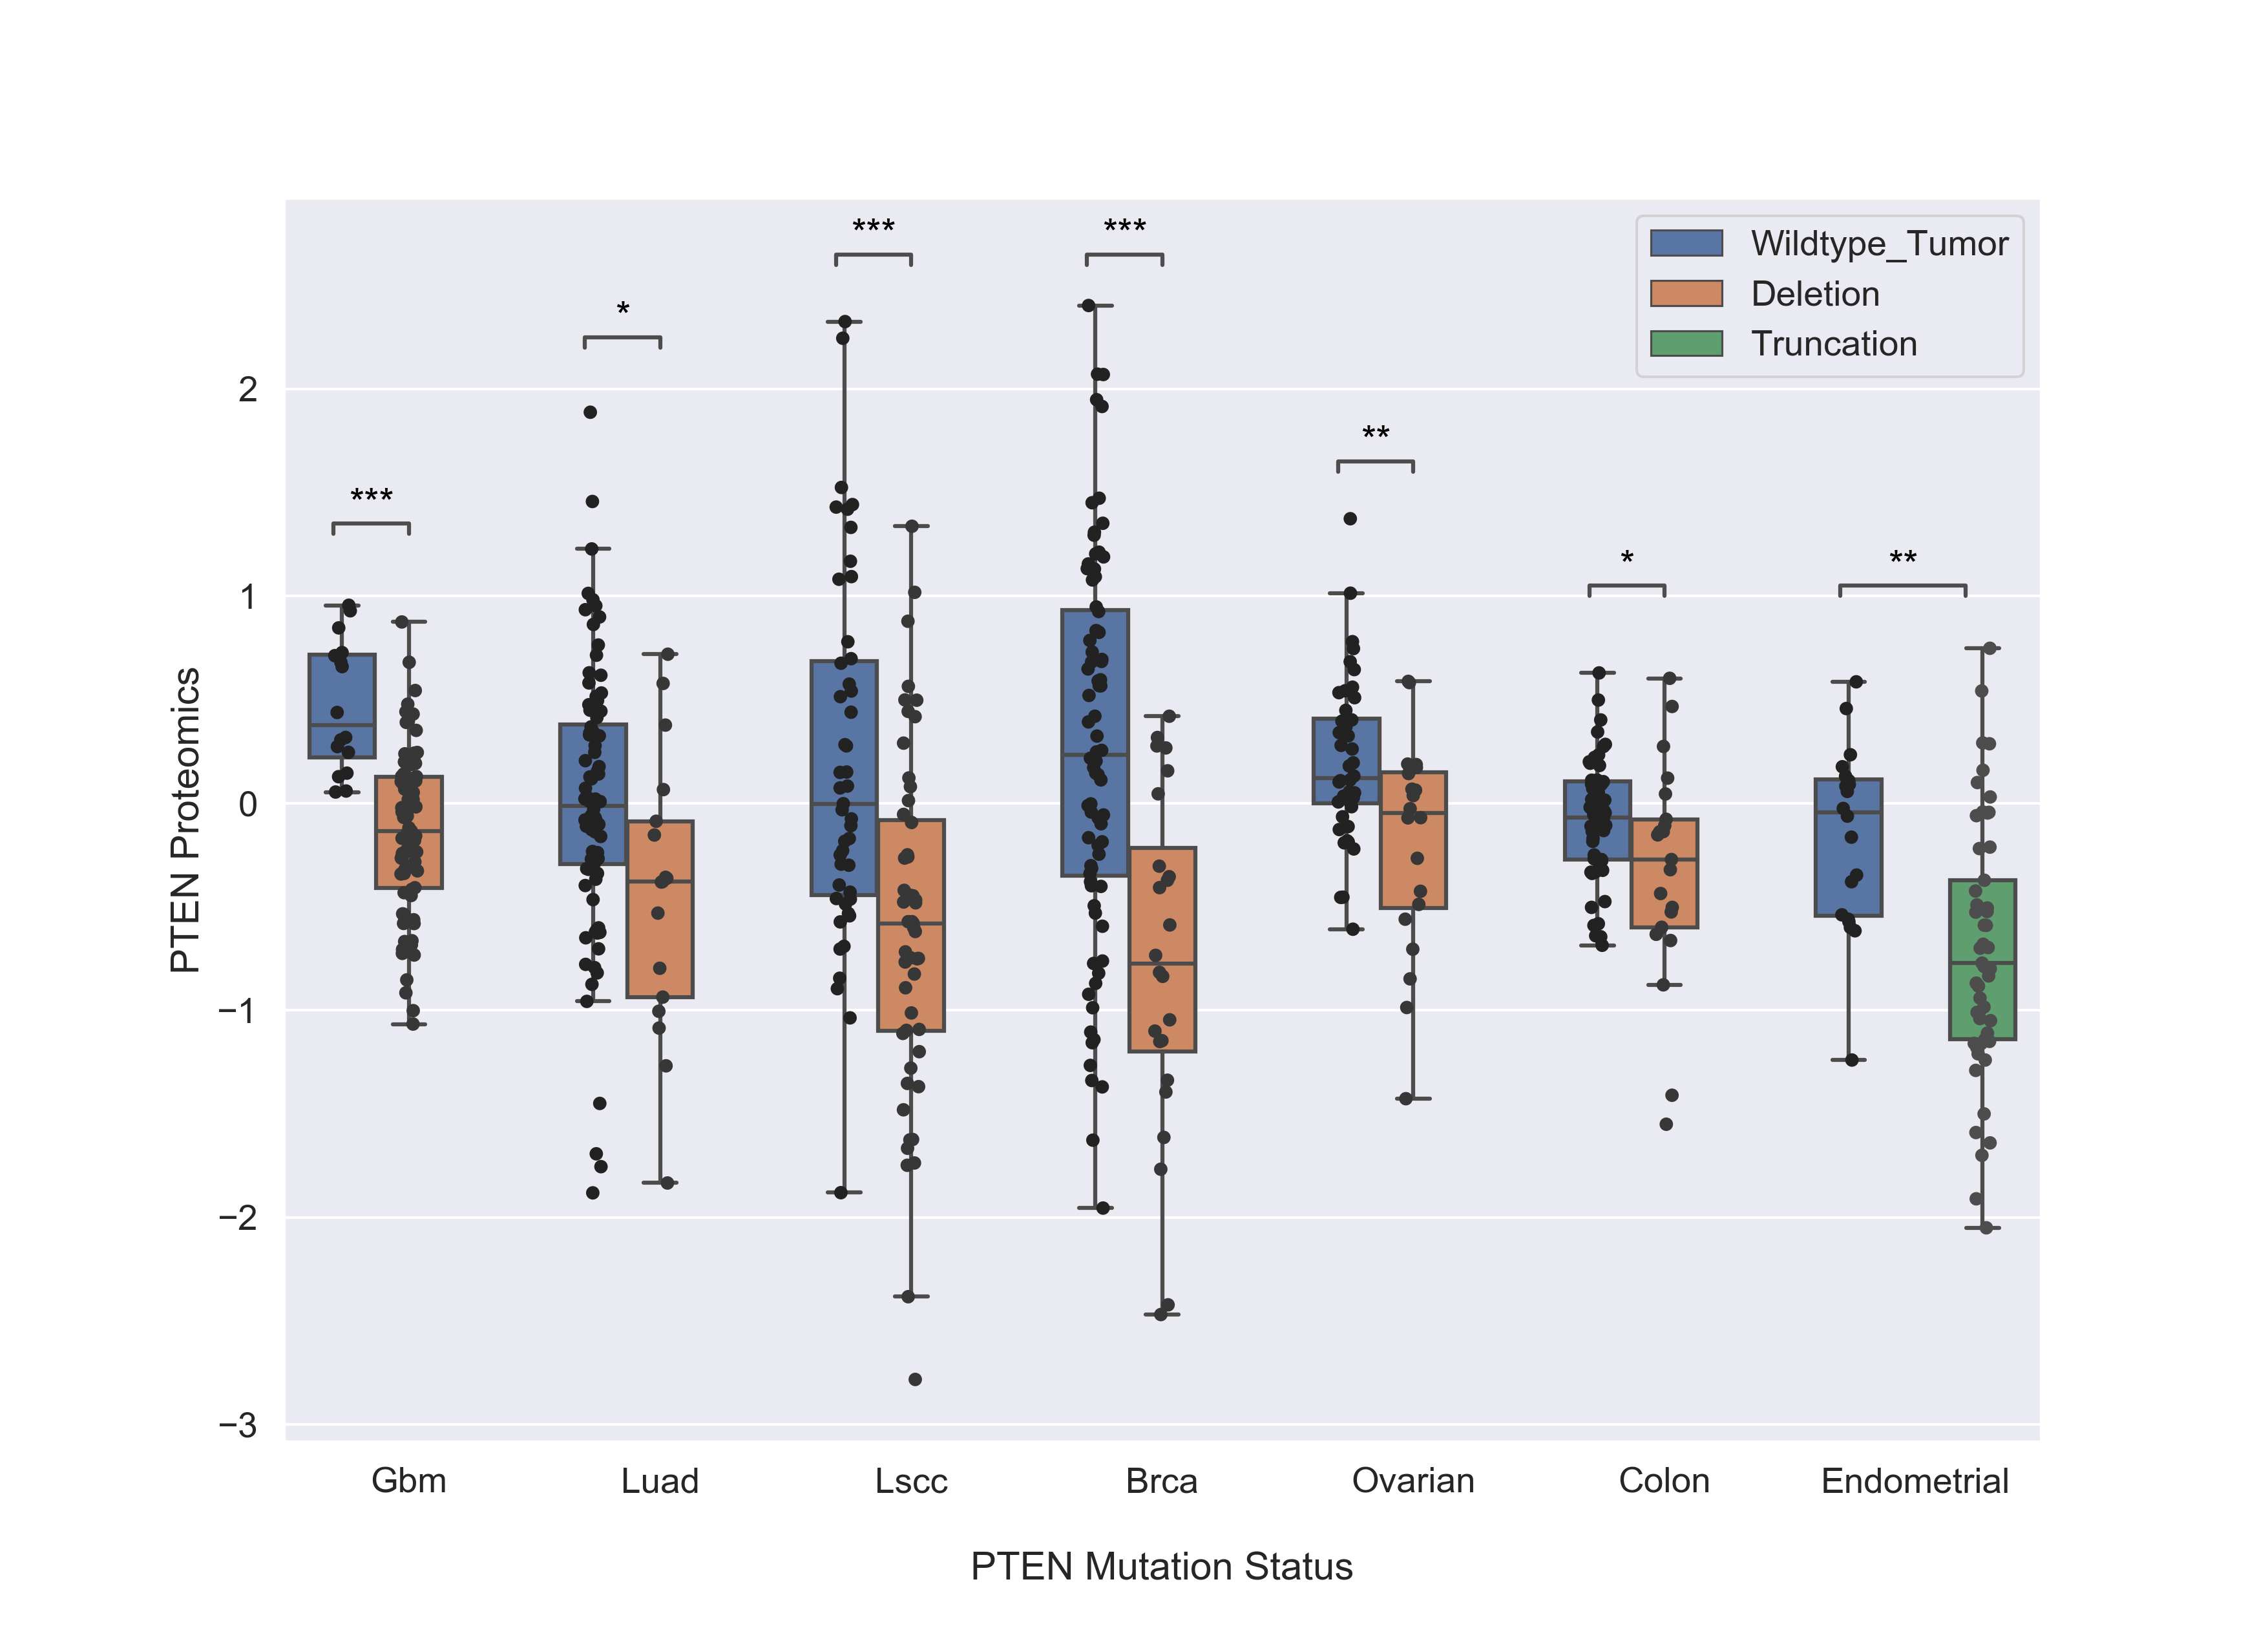 ***
***
Wildtype_Tumor
*
Deletion
Truncation
2
**
***
*
**
1
PTEN Proteomics
0
−1
−2
−3
Gbm
Luad
Lscc
Brca
Ovarian
Colon
Endometrial
PTEN Mutation Status